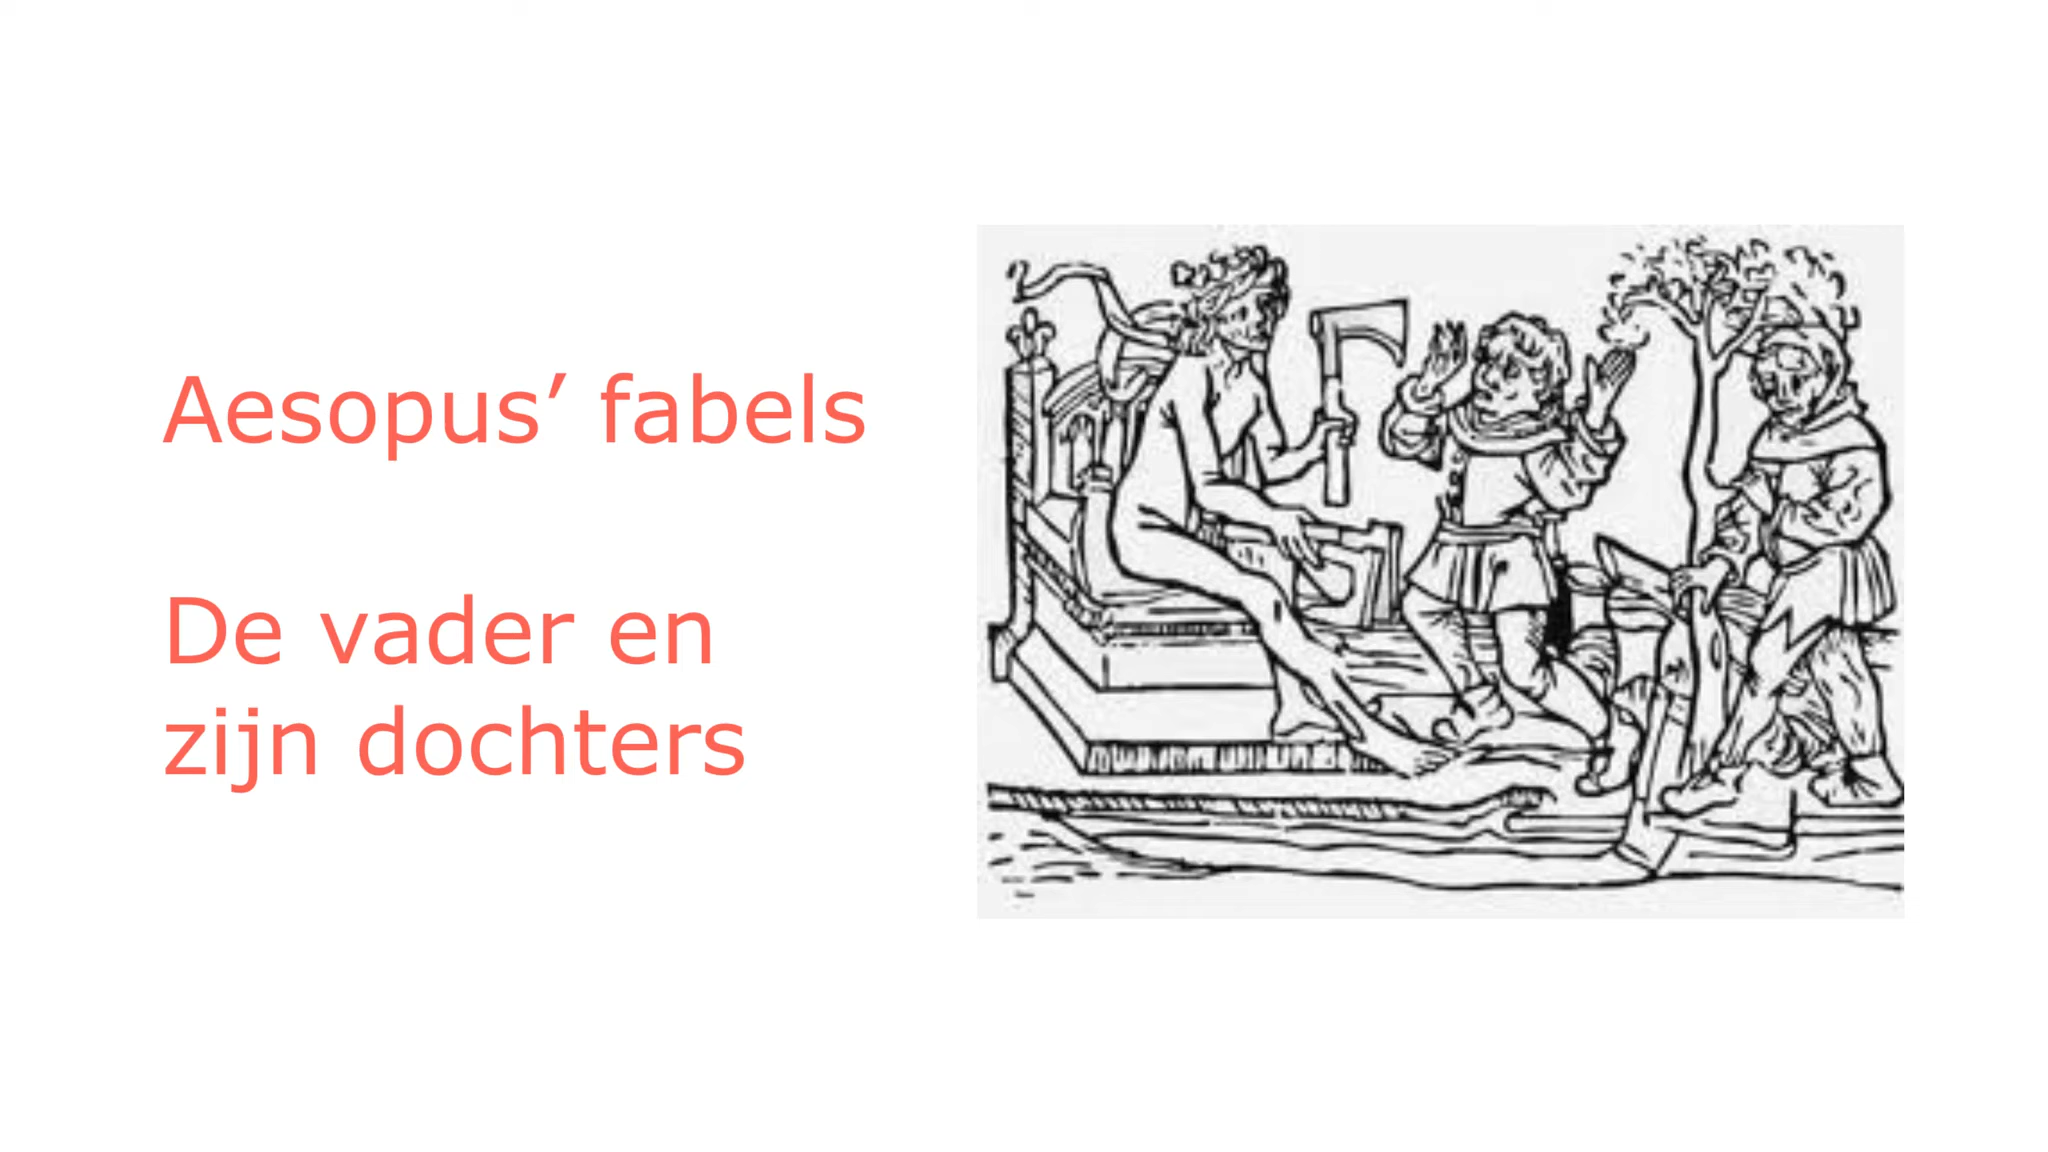 Aesopus’ fabels
De vader en
zijn dochters